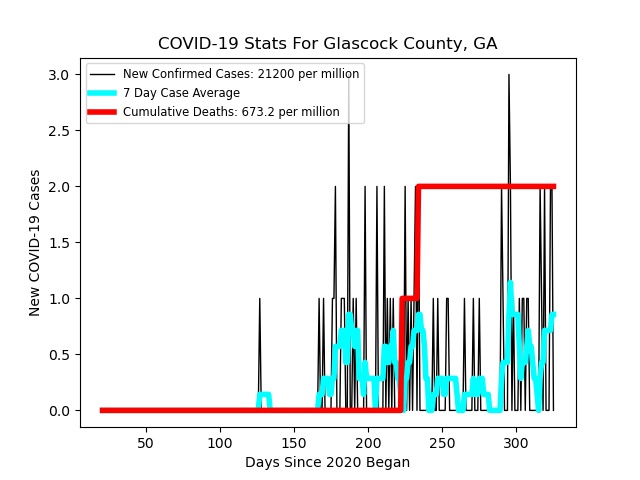 COVID-19 Stats For Glascock County, GA
New Confirmed Cases: 21200 per million
7 Day Case Average
Cumulative Deaths: 673.2 per million
New COVID-19 Cases
3.0
2.5
2.0
1.5
1.0
0.5
0.0
50 100 150 200 250 300
Days Since 2020 Began